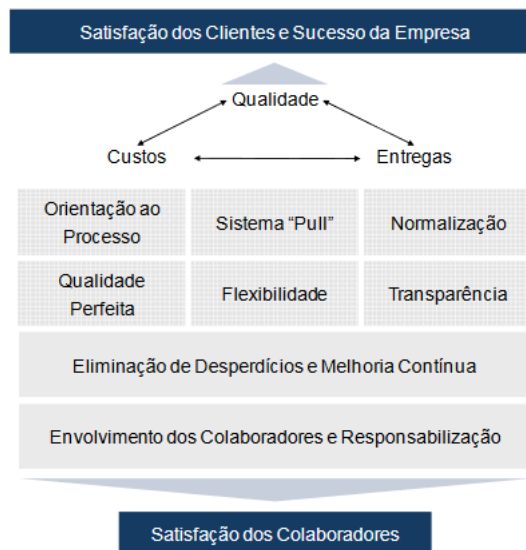 Satisfação dos Clientes e Sucesso da Empresa
Qualidade
Custos
Entregas
Orientação ao
Processo
Sistema “Pull”
Normalização
Qualidade
Perfeita
Flexibilidade
Transparência
Eliminação de Desperdícios e Melhoria Contínua
Envolvimento dos Colaboradores e Responsabilização
Satisfação dos Colaboradores